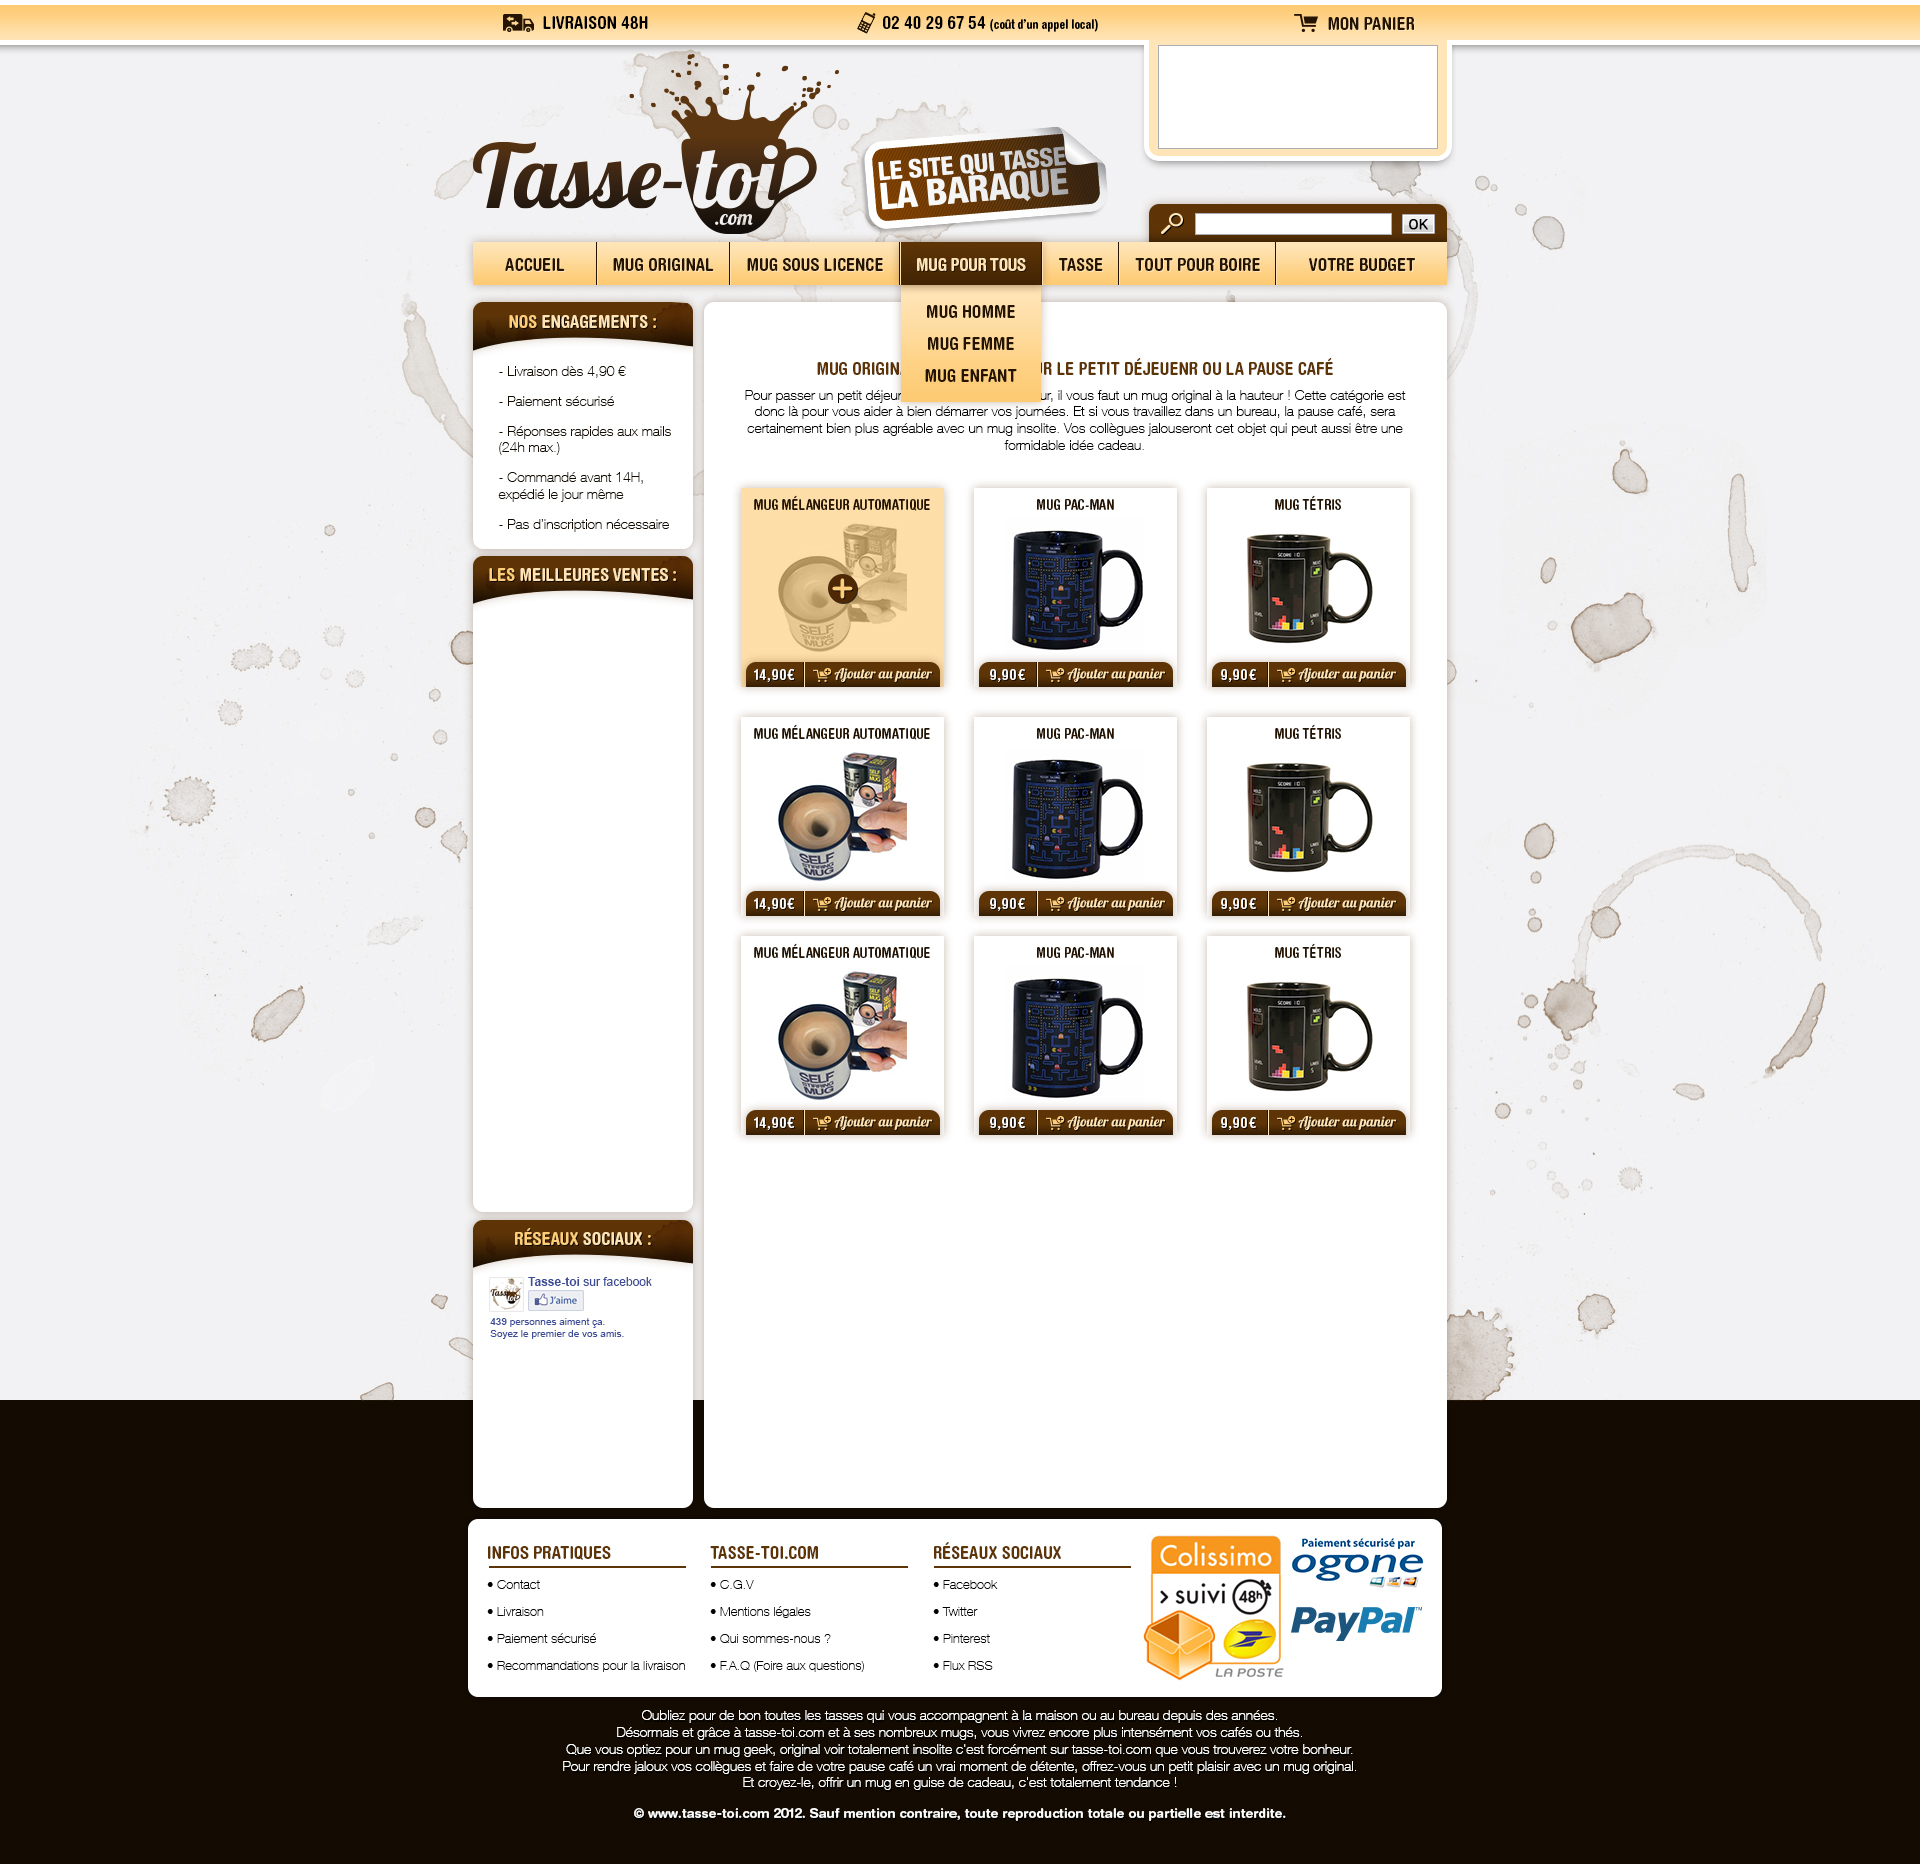 LIVRAISON 48H
02 40 29 67 54 (coût d'un appel local)
MON PANIER
Tasse-toi
.com
LE SITE QUI TASSE
LA BARAQUE
OK
ACCUEIL
MUG ORIGINAL
MUG SOUS LICENCE
MUG POUR TOUS
TASSE
TOUT POUR BOIRE
VOTRE BUDGET
MUG HOMME
MUG FEMME
MUG ENFANT
NOS ENGAGEMENTS :
- Livraison dès 4,90 €
- Paiement sécurisé
- Réponses rapides aux mails
(24h max.)
- Commandé avant 14H,
expédié le jour même
- Pas d'inscription nécessaire
LES MEILLEURES VENTES :
RÉSEAUX SOCIAUX :
Tasse-toi sur facebook
J'aime
439 personnes aiment ça.
Soyez le premier de vos amis.
MUG ORIGIN LE PETIT DÉJEUENR OU LA PAUSE CAFÉ
Pour passer un petit déjeu il vous faut un mug original à la hauteur ! Cette catégorie est
donc là pour vous aider à bien démarrer vos journées. Et si vous travaillez dans un bureau, la pause café, sera
certainement bien plus agréable avec un mug insolite. Vos collègues jalouseront cet objet qui peut aussi être une
formidable idée cadeau.
MUG MÉLANGEUR AUTOMATIQUE
SELF
STIRRING
MUG
14,90€ Ajouter au panier
MUG PAC-MAN
9,90€ Ajouter au panier
MUG TÉTRIS
9,90€ Ajouter au panier
MUG MÉLANGEUR AUTOMATIQUE
SELF
STIRRING
MUG
14,90€ Ajouter au panier
MUG PAC-MAN
9,90€ Ajouter au panier
MUG TÉTRIS
9,90€ Ajouter au panier
MUG MÉLANGEUR AUTOMATIQUE
SELF
STIRRING
MUG
14,90€ Ajouter au panier
MUG PAC-MAN
9,90€ Ajouter au panier
MUG TÉTRIS
9,90€ Ajouter au panier
INFOS PRATIQUES
• Contact
• Livraison
• Paiement sécurisé
• Recommandations pour la livraison
TASSE-TOI.COM
• C.G.V
• Mentions légales
• Qui sommes-nous ?
• F.A.Q (Foire aux questions)
RÉSEAUX SOCIAUX
• Facebook
• Twitter
• Pinterest
• Flux RSS
Colissimo
> suivi 48h
LA POSTE
Paiement sécurisé par
ogone
PayPal™
Oubliez pour de bon toutes les tasses qui vous accompagnent à la maison ou au bureau depuis des années.
Désormais et grâce à tasse-toi.com et à ses nombreux mugs, vous vivrez encore plus intensément vos cafés ou thés.
Que vous optiez pour un mug geek, original voir totalement insolite c'est forcément sur tasse-toi.com que vous trouverez votre bonheur.
Pour rendre jaloux vos collègues et faire de votre pause café un vrai moment de détente, offrez-vous un petit plaisir avec un mug original.
Et croyez-le, offrir un mug en guise de cadeau, c'est totalement tendance !
© www.tasse-toi.com 2012. Sauf mention contraire, toute reproduction totale ou partielle est interdite.